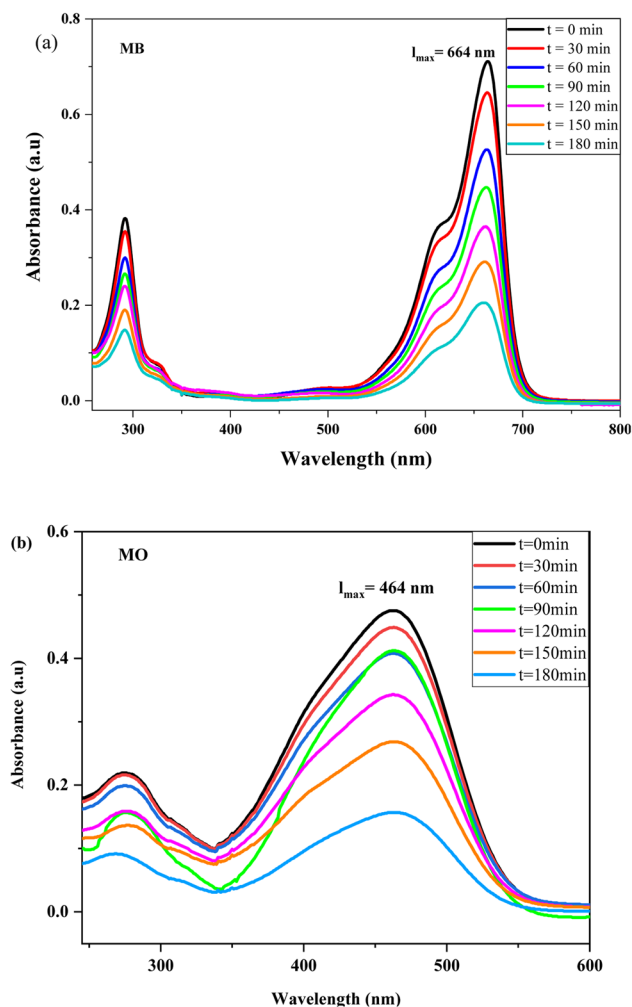 (a)
MB
l_max= 664 nm
t = 0 min
t = 30 min
t = 60 min
t = 90 min
t = 120 min
t = 150 min
t = 180 min
0.8
0.6
0.4
0.2
0.0
Absorbance (a.u)
300 400 500 600 700 800
Wavelength (nm)
(b)
MO
l_max= 464 nm
t=0min
t=30min
t=60min
t=90min
t=120min
t=150min
t=180min
0.6
0.4
0.2
0.0
Absorbance (a.u)
300 400 500 600
Wavelength (nm)